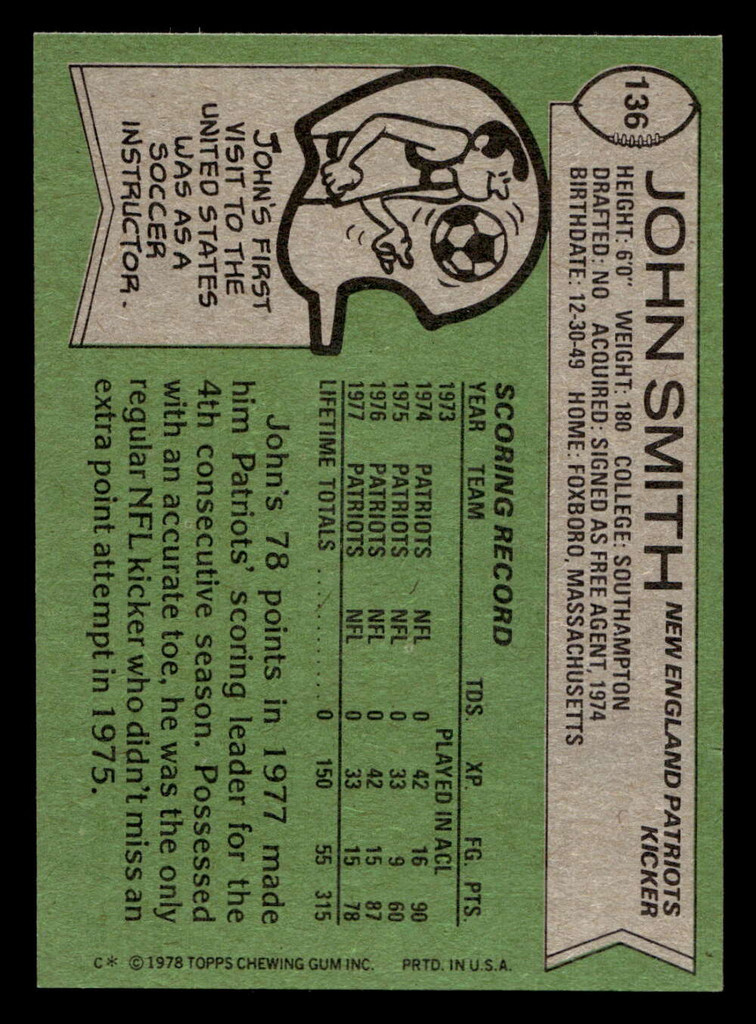 136
JOHN SMITH NEW ENGLAND PATRIOTS
KICKER
HEIGHT: 6'0" WEIGHT: 180 COLLEGE: SOUTHAMPTON
DRAFTED: NO ACQUIRED: SIGNED AS FREE AGENT, 1974
BIRTHDATE: 12-30-49 HOME: FOXBORO, MASSACHUSETTS
JOHN'S FIRST
VISIT TO THE
UNITED STATES
WAS AS A
SOCCER
INSTRUCTOR.
SCORING RECORD
YEAR TEAM TDS. XP. FG. PTS.
1973 PLAYED IN ACL
1974 PATRIOTS NFL 0 42 16 90
1975 PATRIOTS NFL 0 33 9 60
1976 PATRIOTS NFL 0 42 15 87
1977 PATRIOTS NFL 0 33 15 78
LIFETIME TOTALS .......... 0 150 55 315
John's 78 points in 1977 made
him Patriots' scoring leader for the
4th consecutive season. Possessed
with an accurate toe, he was the only
regular NFL kicker who didn't miss an
extra point attempt in 1975.
C* © 1978 TOPPS CHEWING GUM INC. PRTD. IN U.S.A.